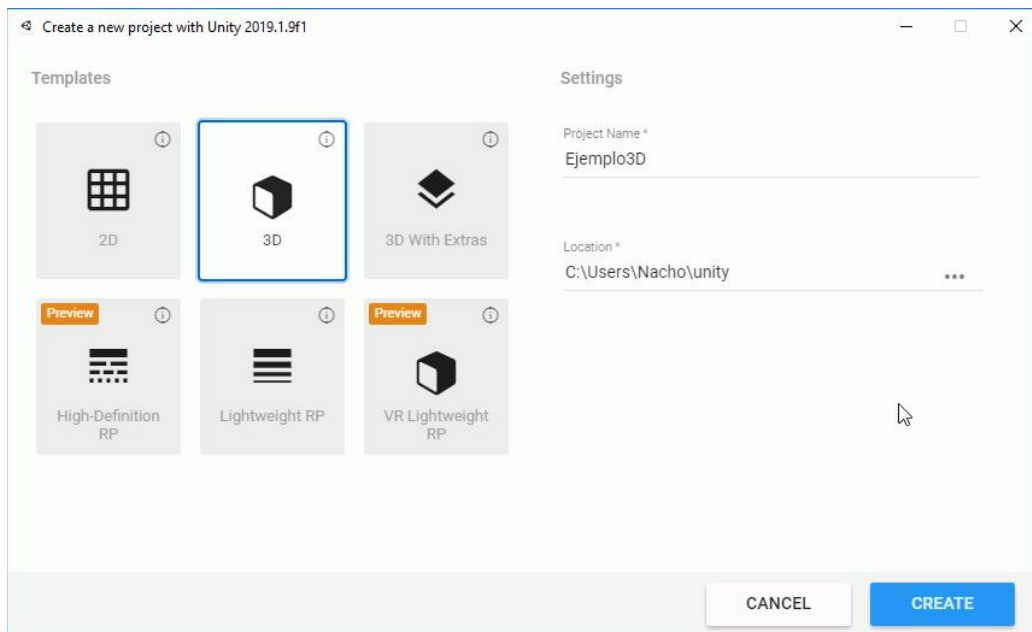 Create a new project with Unity 2019.1.9f1
Templates
Settings
2D
3D
3D With Extras
Project Name *
Ejemplo3D
Location *
C:\Users\Nacho\unity
...
Preview
High-Definition
RP
Lightweight RP
Preview
VR Lightweight
RP
CANCEL
CREATE